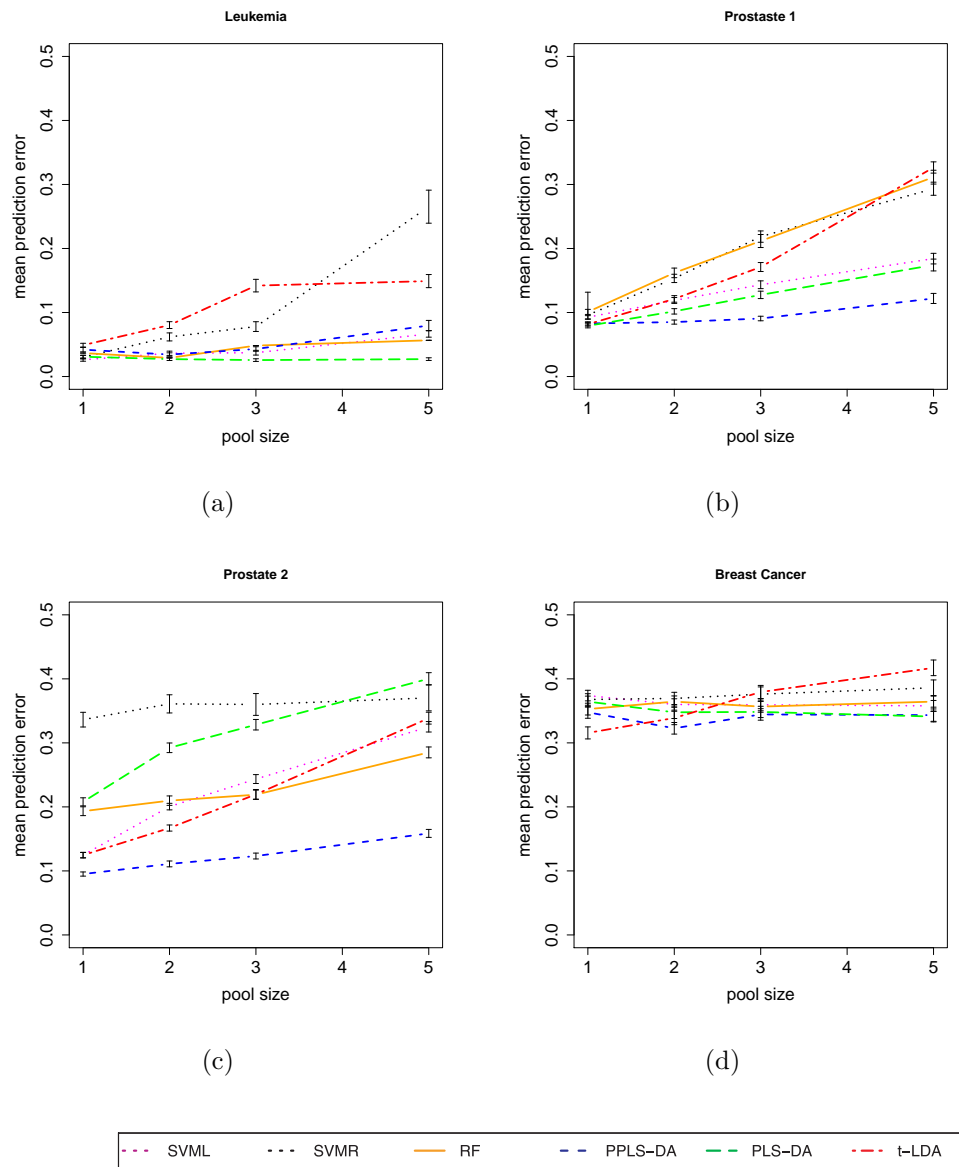 Leukemia
0.5
0.4
0.3
0.2
0.1
0.0
mean prediction error
1 2 3 4 5
pool size
(a)
Prostaste 1
0.5
0.4
0.3
0.2
0.1
0.0
mean prediction error
1 2 3 4 5
pool size
(b)
Prostate 2
0.5
0.4
0.3
0.2
0.1
0.0
mean prediction error
1 2 3 4 5
pool size
(c)
Breast Cancer
0.5
0.4
0.3
0.2
0.1
0.0
mean prediction error
1 2 3 4 5
pool size
(d)
SVML SVMR RF PPLS−DA PLS−DA t−LDA